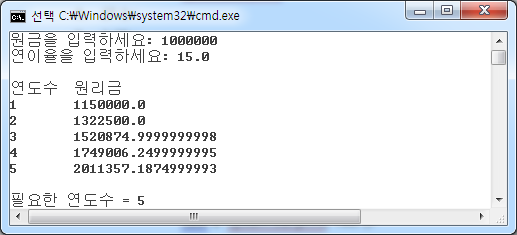 선택 C:₩Windows₩system32₩cmd.exe
원금을 입력하세요: 1000000
연이율을 입력하세요: 15.0
연도수 원리금
1 1150000.0
2 1322500.0
3 1520874.9999999998
4 1749006.2499999995
5 2011357.1874999993
필요한 연도수 = 5